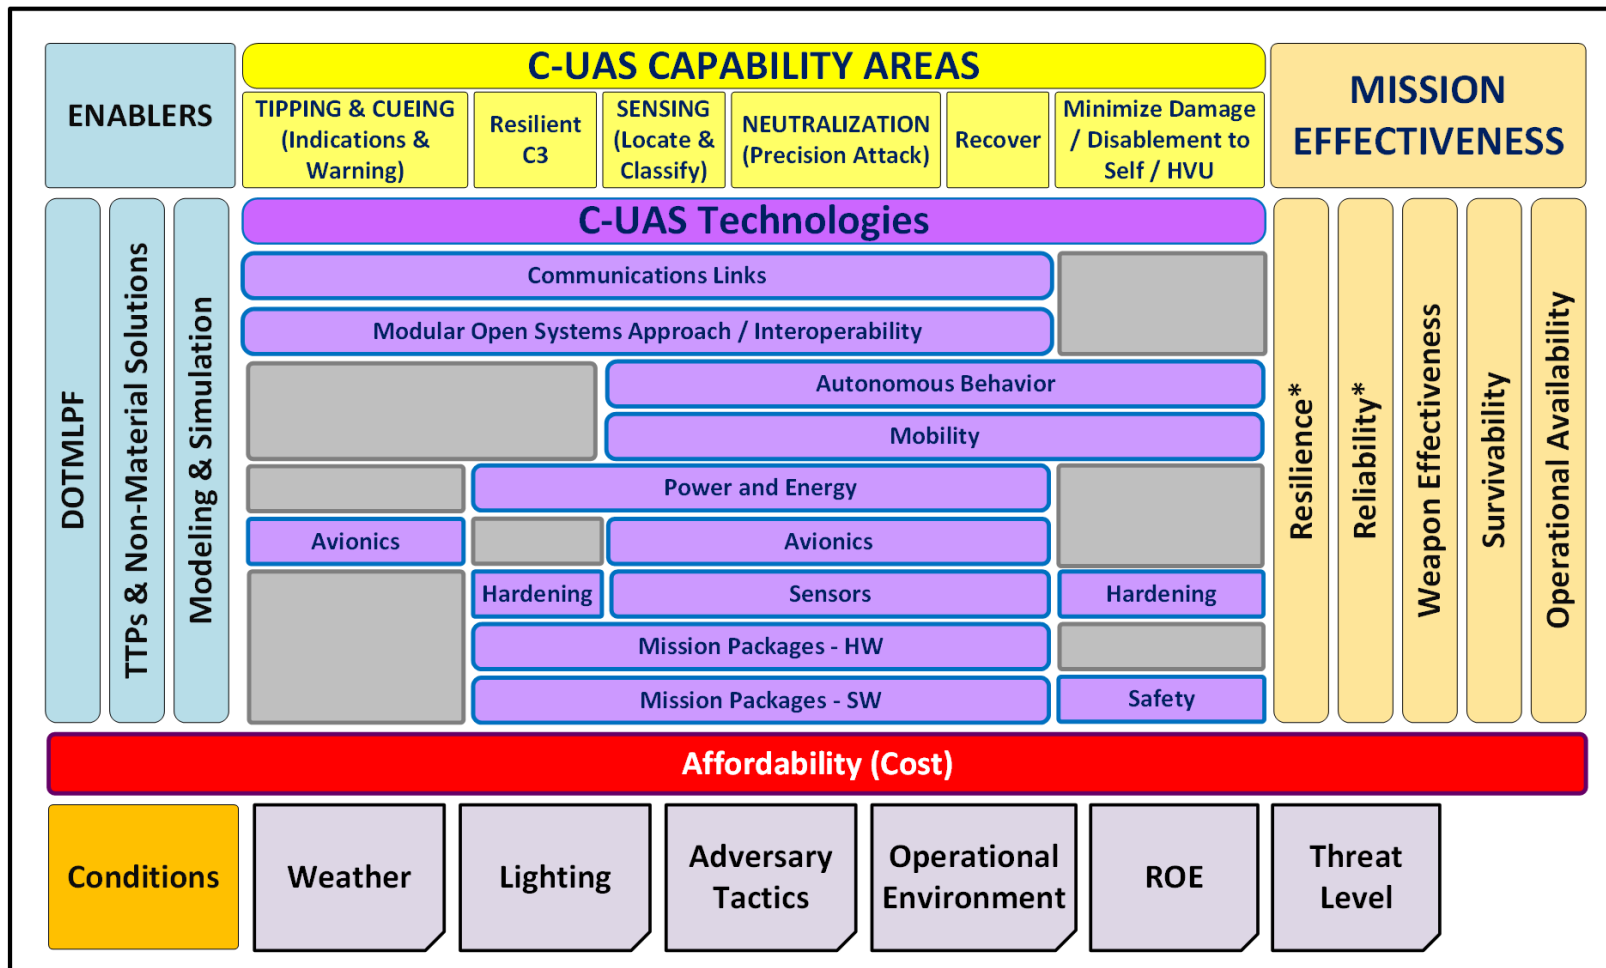 ENABLERS
C-UAS CAPABILITY AREAS
TIPPING & CUEING
(Indications &
Warning)
Resilient
C3
SENSING
(Locate &
Classify)
NEUTRALIZATION
(Precision Attack)
Recover
Minimize Damage
/ Disablement to
Self / HVU
MISSION
EFFECTIVENESS
DOTMLPF
TTPs & Non-Material Solutions
Modeling & Simulation
C-UAS Technologies
Communications Links
Modular Open Systems Approach / Interoperability
Autonomous Behavior
Mobility
Power and Energy
Avionics
Avionics
Hardening
Sensors
Hardening
Mission Packages - HW
Mission Packages - SW
Safety
Resilience*
Reliability*
Weapon Effectiveness
Survivability
Operational Availability
Affordability (Cost)
Conditions
Weather
Lighting
Adversary
Tactics
Operational
Environment
ROE
Threat
Level